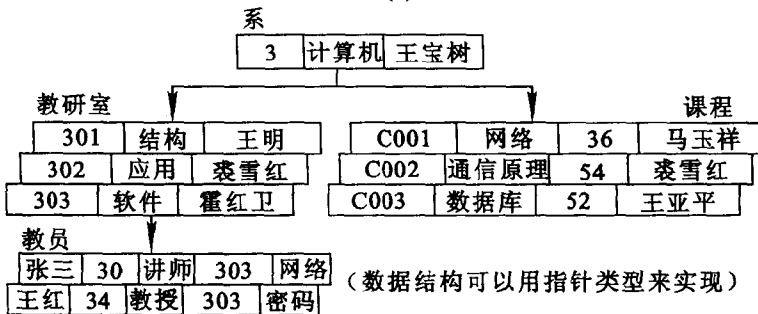 系
3 计算机 王宝树
教研室 课程
301 结构 王明 C001 网络 36 马玉祥
302 应用 裘雪红 C002 通信原理 54 裘雪红
303 软件 霍红卫 C003 数据库 52 王亚平
教员
张三 30 讲师 303 网络
(数据结构可以用指针类型来实现)
王红 34 教授 303 密码